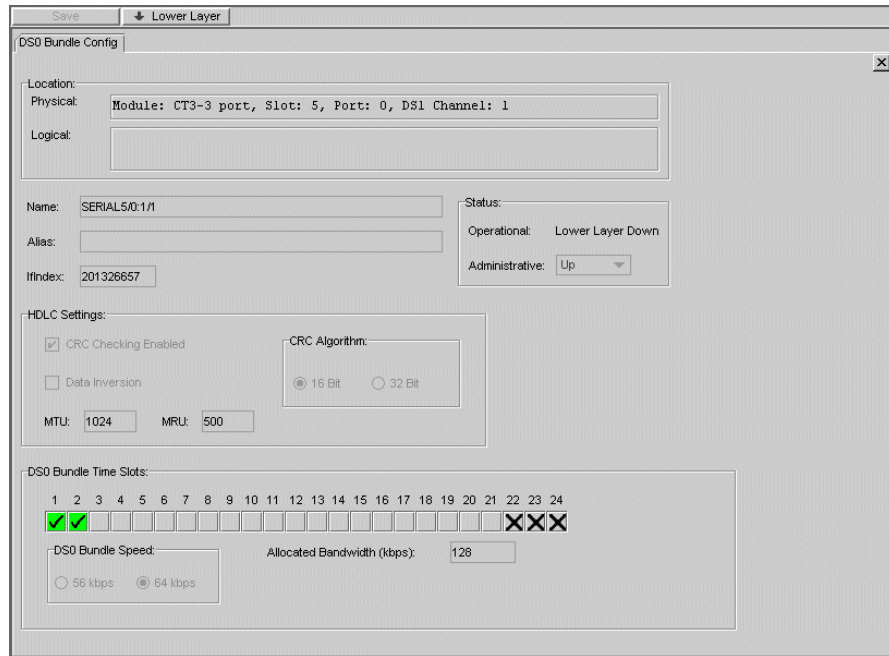 Save Lower Layer
DS0 Bundle Config
Location:
Physical: Module: CT3-3 port, Slot: 5, Port: 0, DS1 Channel: 1
Logical:
Name: SERIAL5/0:1/1
Alias:
IfIndex: 201326657
Status:
Operational: Lower Layer Down
Administrative: Up
HDLC Settings:
CRC Checking Enabled
Data Inversion
CRC Algorithm:
16 Bit 32 Bit
MTU: 1024 MRU: 500
DS0 Bundle Time Slots:
1 2 3 4 5 6 7 8 9 10 11 12 13 14 15 16 17 18 19 20 21 22 23 24
DS0 Bundle Speed:
56 kbps 64 kbps
Allocated Bandwidth (kbps): 128